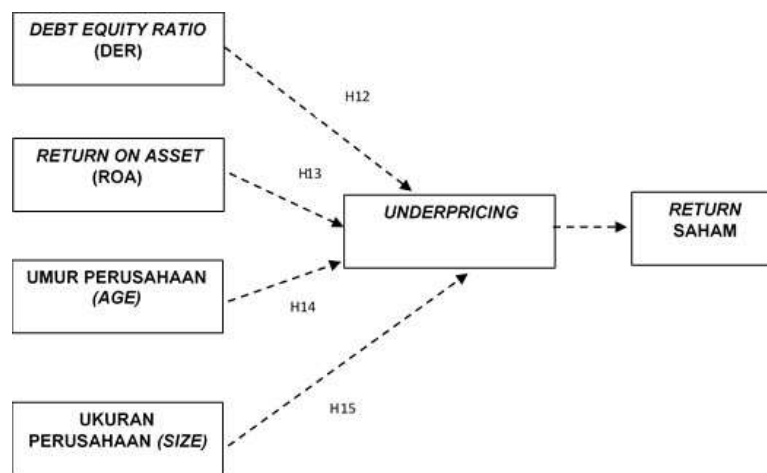 DEBT EQUITY RATIO
(DER)
H12
RETURN ON ASSET
(ROA)
H13
UNDERPRICING
RETURN
SAHAM
UMUR PERUSAHAAN
(AGE)
H14
UKURAN
PERUSAHAAN (SIZE)
H15